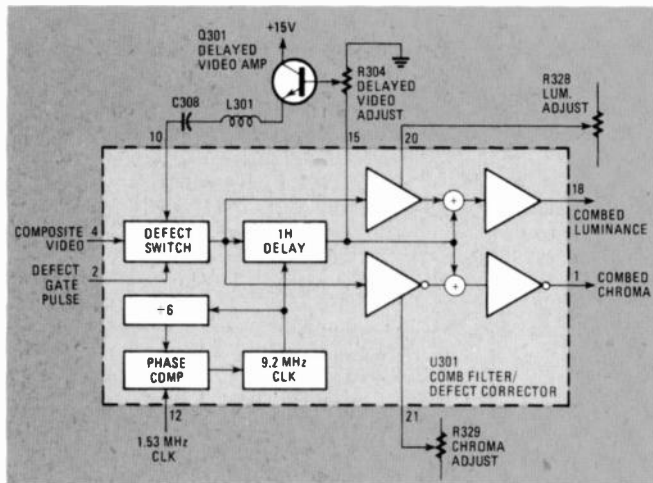 +15V
Q301
DELAYED
VIDEO AMP
R304
DELAYED
VIDEO
ADJUST
R328
LUM.
ADJUST
C308
L301
10
15
20
COMPOSITE
VIDEO
4
DEFECT
SWITCH
1H
DELAY
+
18
COMBED
LUMINANCE
DEFECT
GATE
PULSE
2
÷6
+
1
COMBED
CHROMA
PHASE
COMP
9.2 MHz
CLK
U301
COMB FILTER/
DEFECT CORRECTOR
12
1.53 MHz
CLK
21
R329
CHROMA
ADJUST